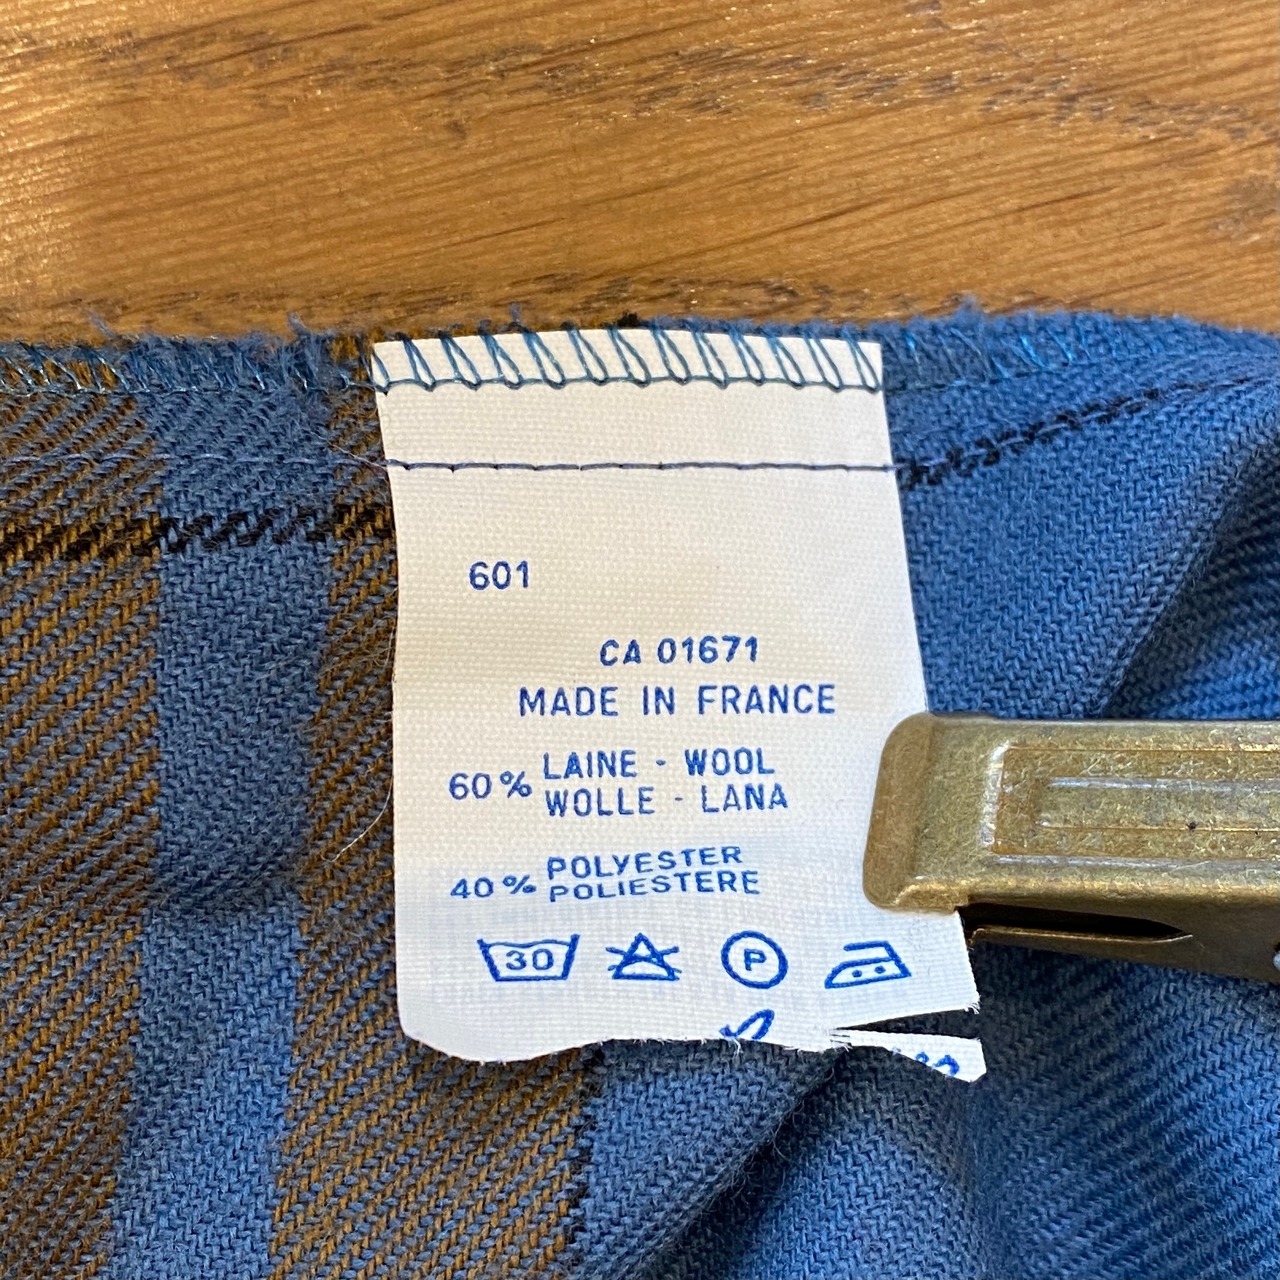 601
CA 01671
MADE IN FRANCE
60% LAINE - WOOL
WOLLE - LANA
40% POLYESTER
POLIESTERE
30
P